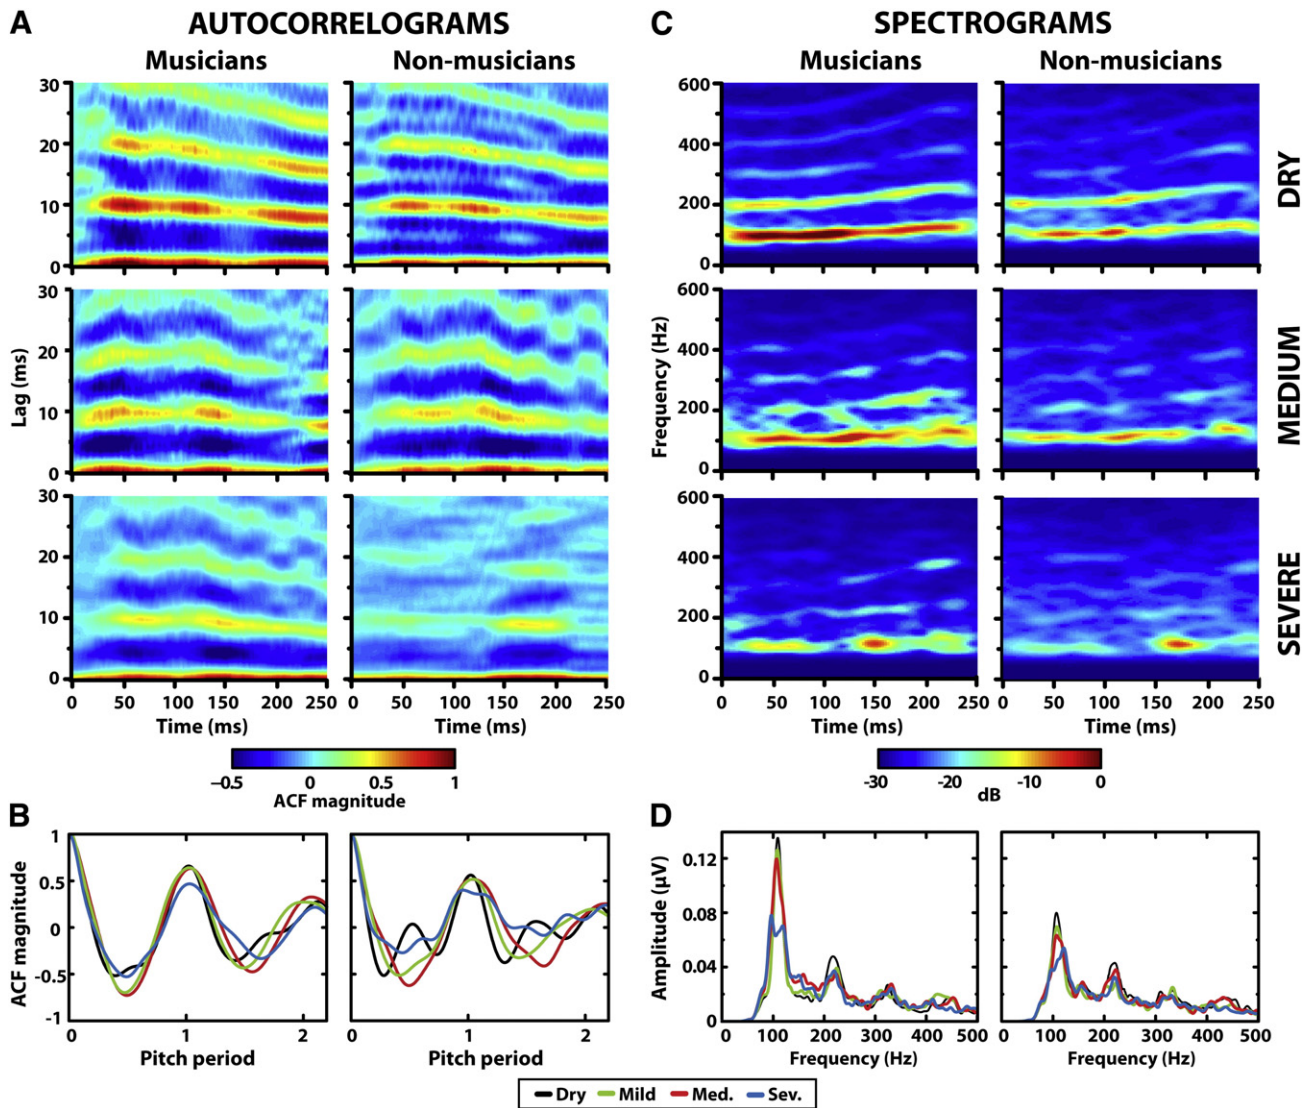 A AUTOCORRELOGRAMS
Musicians Non-musicians
30
20
10
0
DRY
30
20
10
0
Lag (ms)
MEDIUM
30
20
10
0
0 50 100 150 200 250
0 50 100 150 200 250
Time (ms) Time (ms)
SEVERE
−0.5 0 0.5 1
ACF magnitude
C SPECTROGRAMS
Musicians Non-musicians
600
400
200
0
600
400
200
0
Frequency (Hz)
600
400
200
0
0 50 100 150 200 250
0 50 100 150 200 250
Time (ms) Time (ms)
-30 -20 -10 0
dB
B
1
0.5
0
-0.5
-1
ACF magnitude
0 1 2
0 1 2
Pitch period Pitch period
D
0.12
0.08
0.04
0
Amplitude (µV)
0 100 200 300 400 500
0 100 200 300 400 500
Frequency (Hz) Frequency (Hz)
Dry Mild Med. Sev.